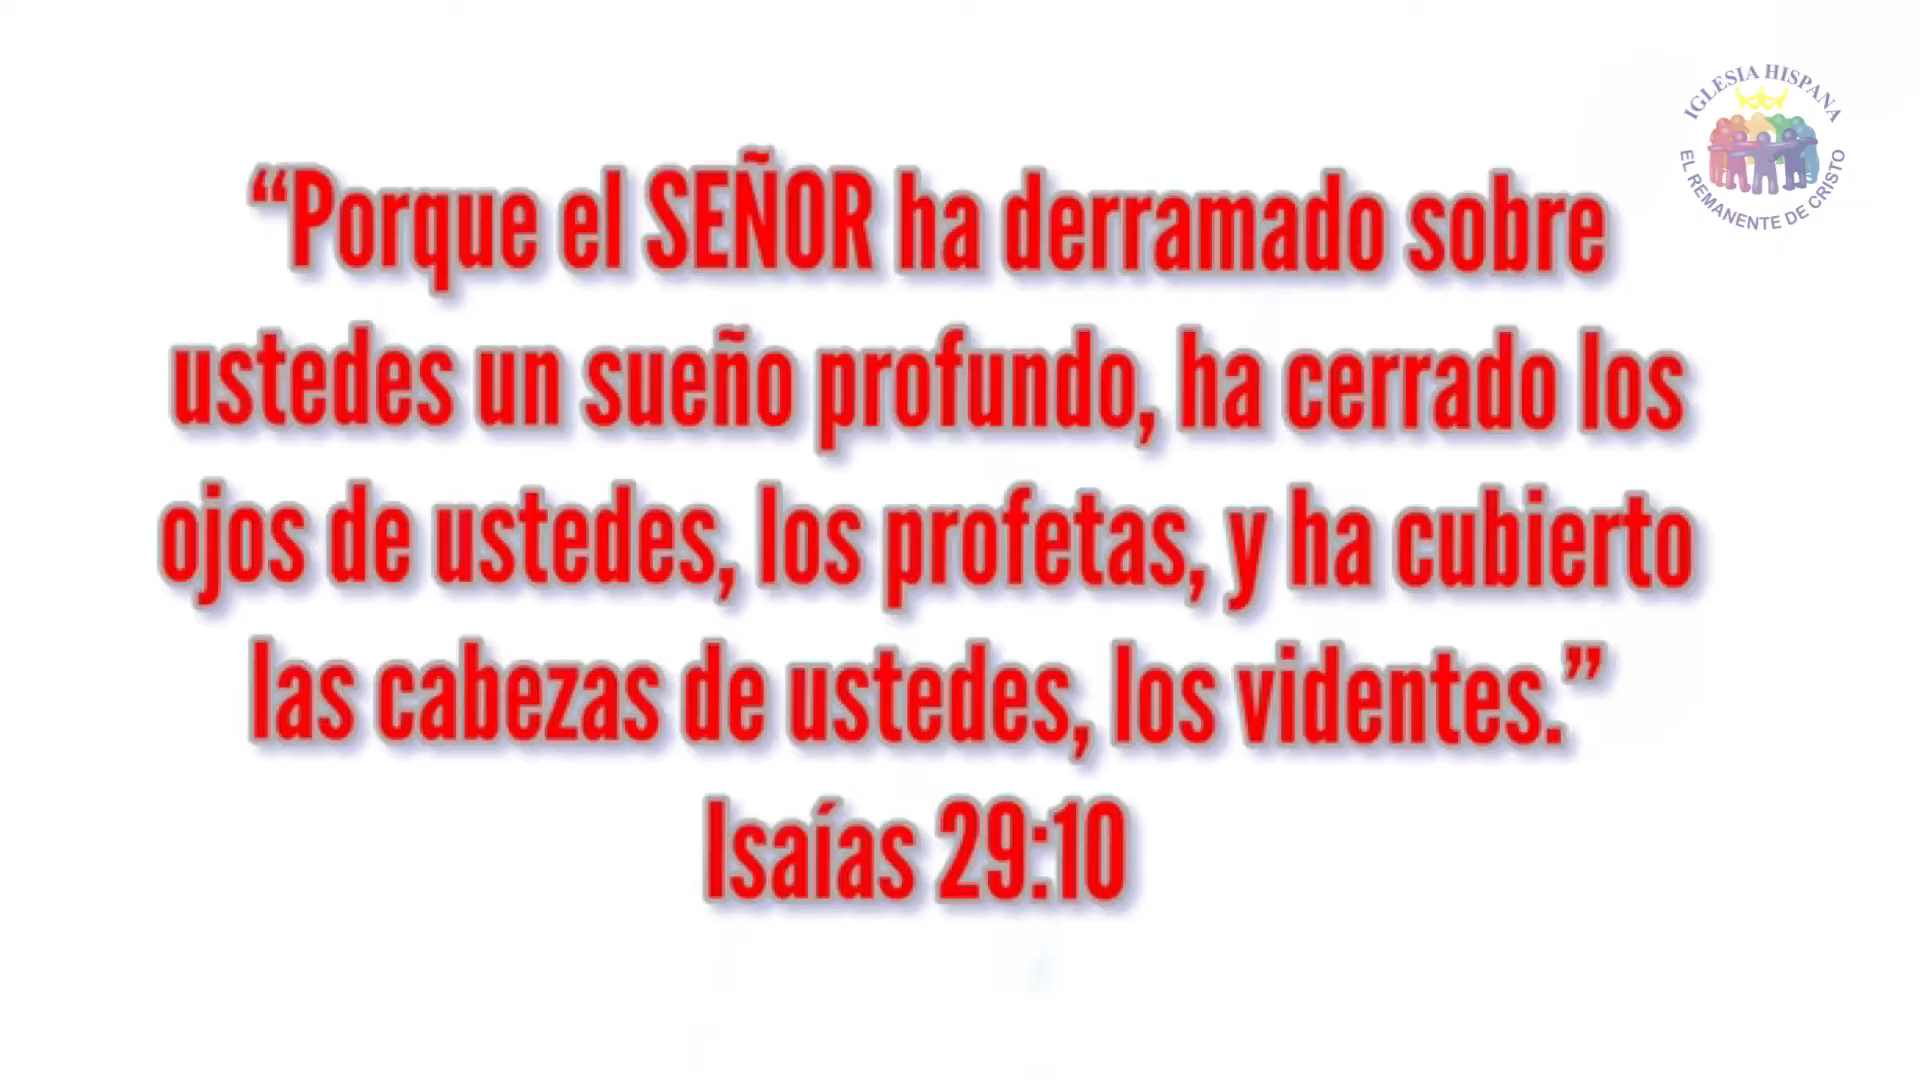 IGLESIA HISPANA
EL REMANENTE DE CRISTO
“Porque el SEÑOR ha derramado sobre
ustedes un sueño profundo, ha cerrado los
ojos de ustedes, los profetas, y ha cubierto
las cabezas de ustedes, los videntes.”
Isaías 29:10